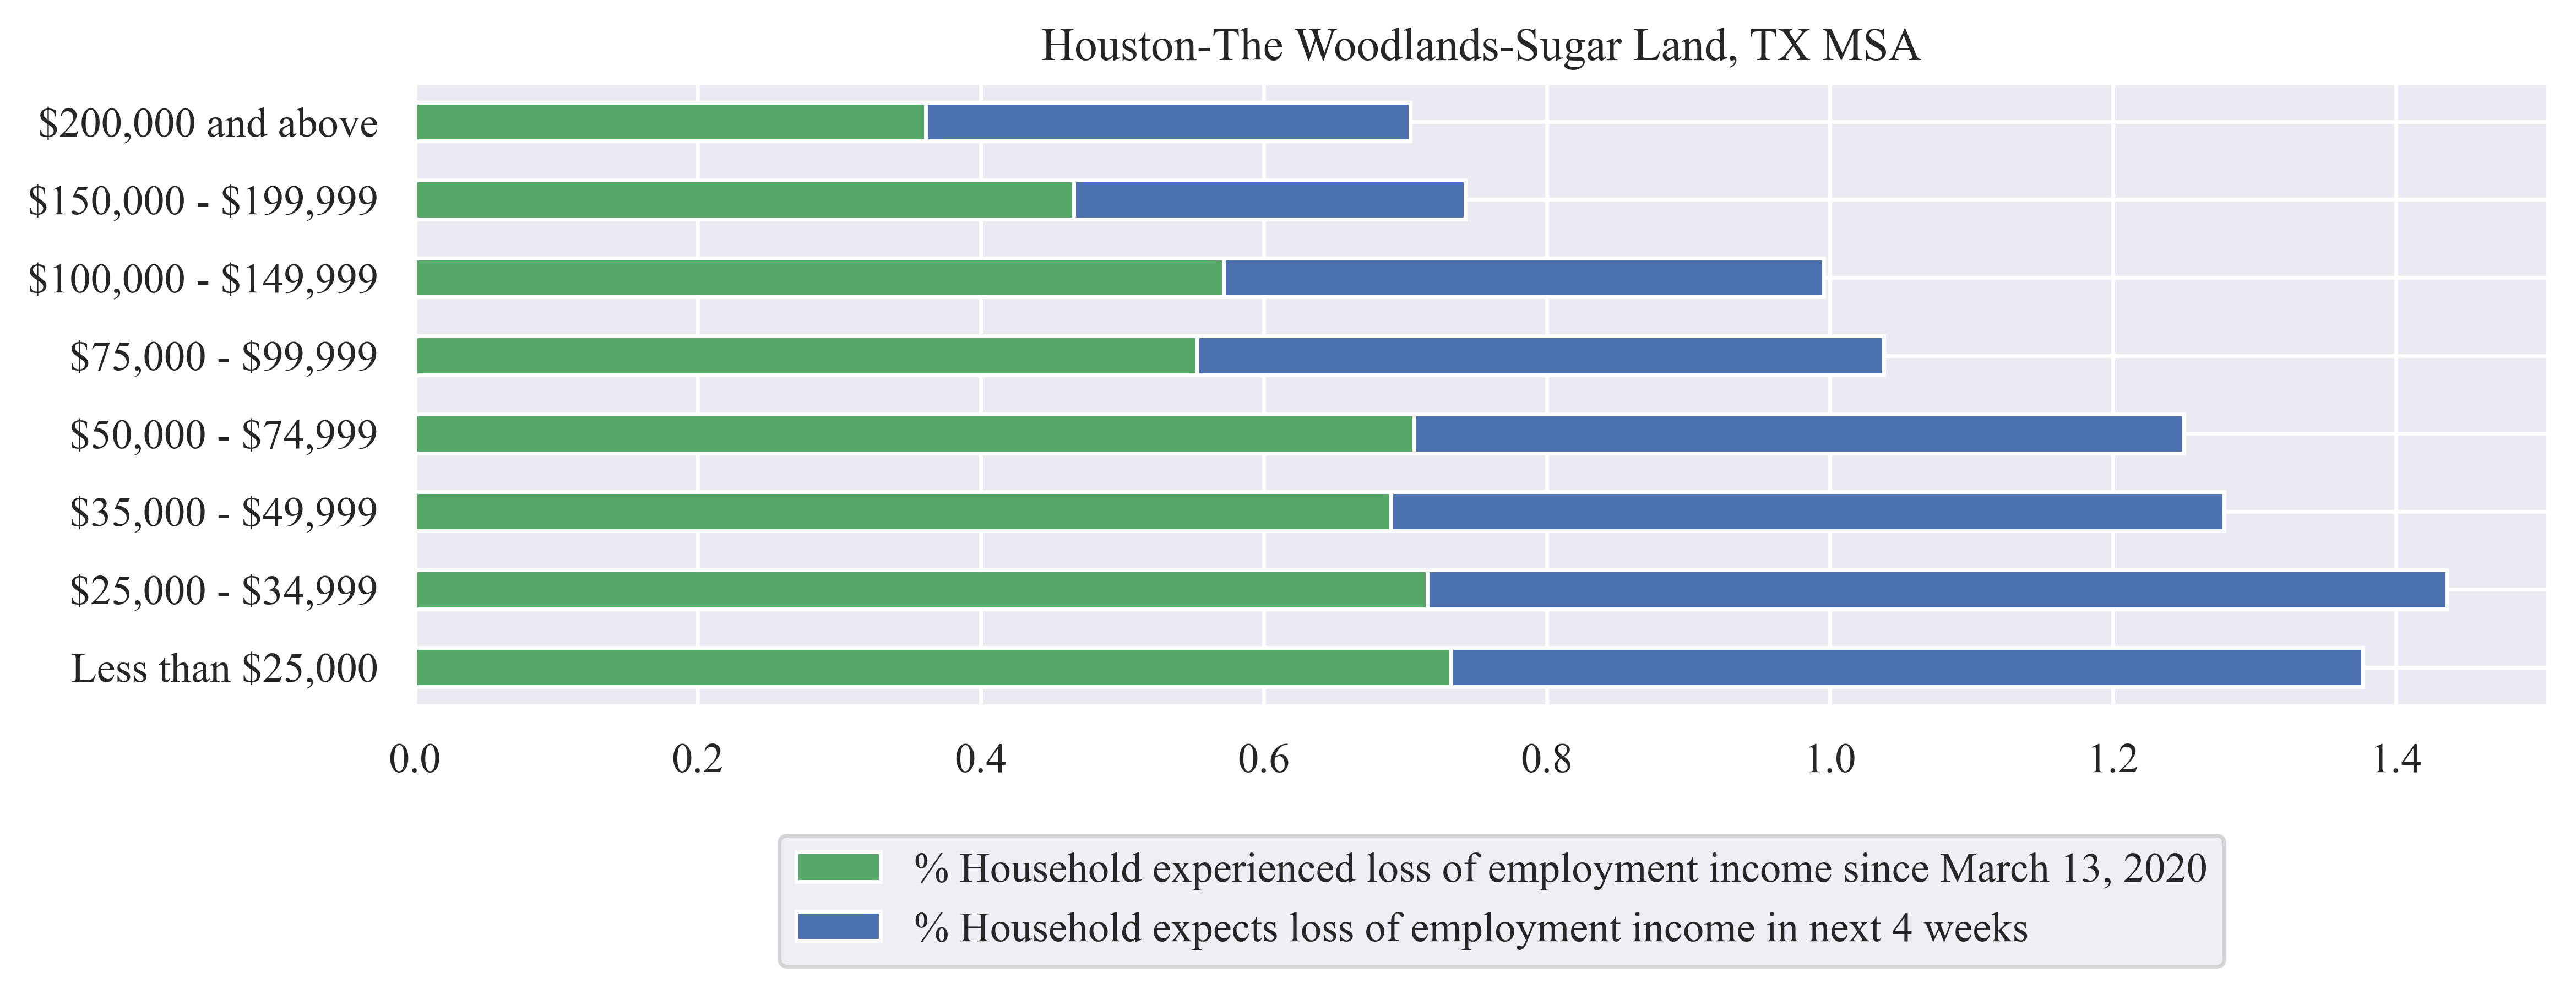 Houston-The Woodlands-Sugar Land, TX MSA
$200,000 and above
$150,000 - $199,999
$100,000 - $149,999
$75,000 - $99,999
$50,000 - $74,999
$35,000 - $49,999
$25,000 - $34,999
Less than $25,000
0.0 0.2 0.4 0.6 0.8 1.0 1.2 1.4
% Household experienced loss of employment income since March 13, 2020
% Household expects loss of employment income in next 4 weeks